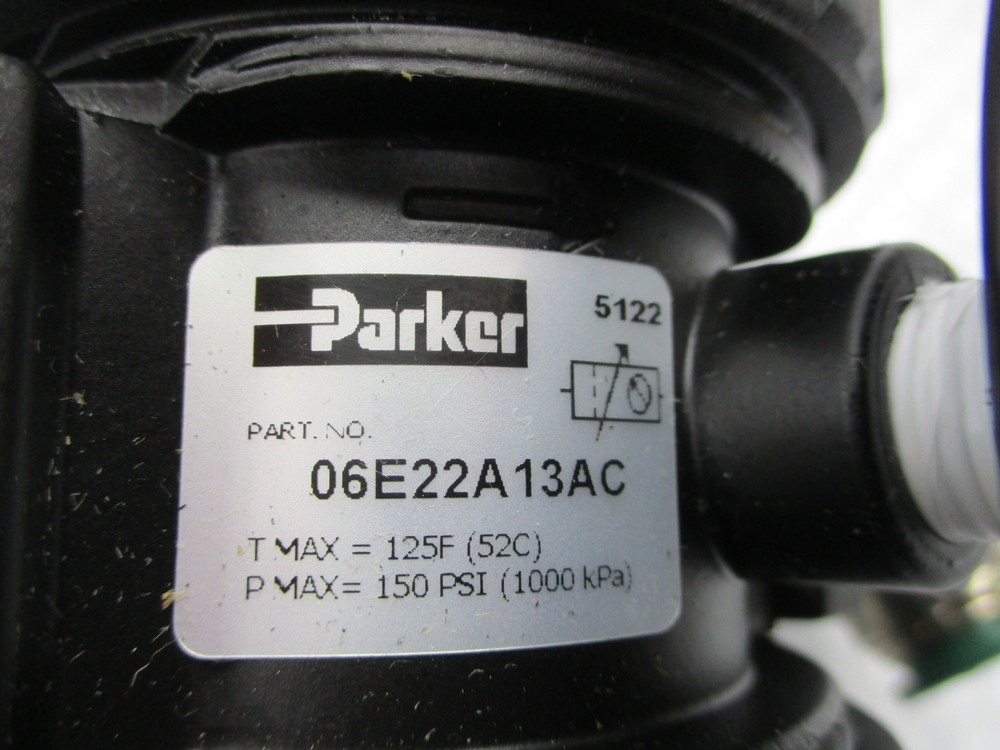 Parker
5122
PART. NO.
06E22A13AC
T MAX = 125F (52C)
P MAX= 150 PSI (1000 kPa)